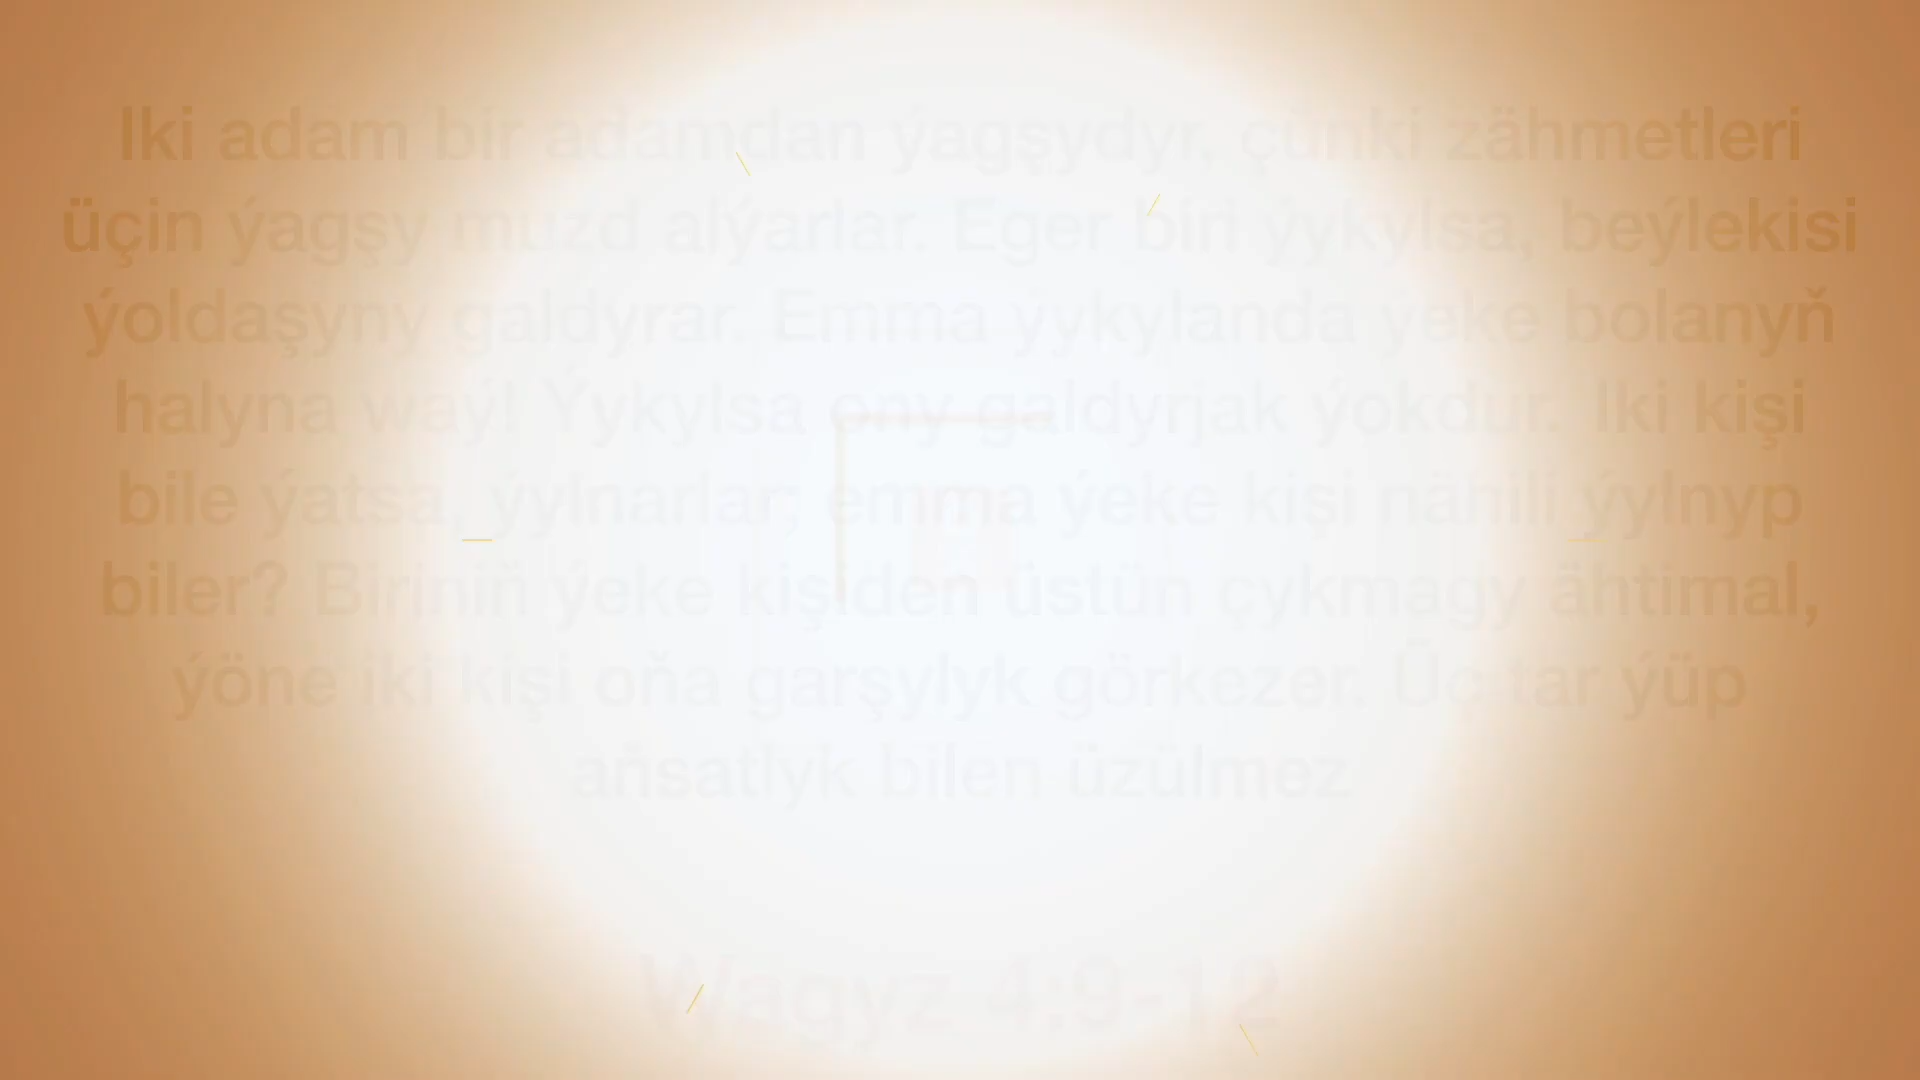 Iki adam bir adamdan ýagşydyr, çünki zähmetleri
üçin ýagşy muzd alýarlar. Eger biri ýykylsa, beýlekisi
ýoldaşyny galdyrar. Emma ýykylanda ýeke bolanyň
halyna waý! Ýykylsa ony galdyrjak ýokdur. Iki kişi
bile ýatsa, ýylnarlar; emma ýeke kişi nähili ýylnyp
biler? Biriniň ýeke kişiden üstün çykmagy ähtimal,
ýöne iki kişi oňa garşylyk görkezer. Üç tar ýüp
aňsatlyk bilen üzülmez
Wagyz 4:9-12